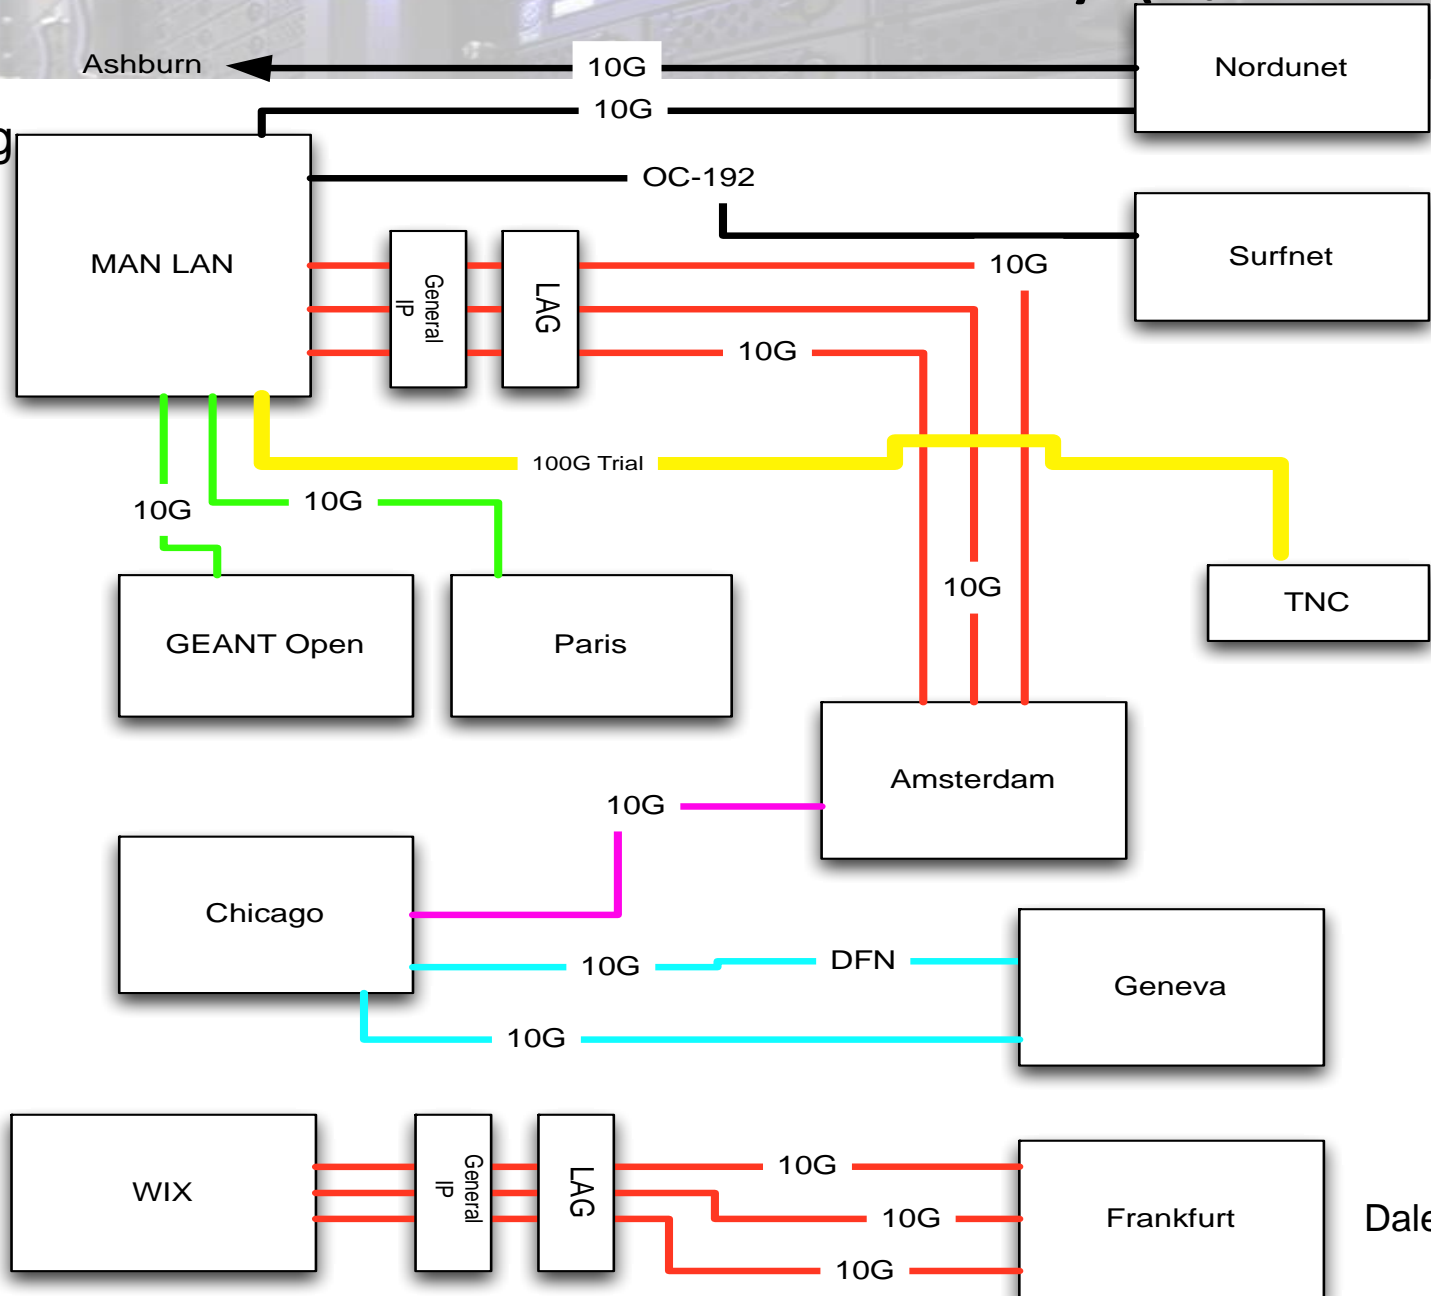 Ashburn
10G
Nordunet
10G
g
OC-192
MAN LAN
Surfnet
10G
General
IP
LAG
10G
100G Trial
10G
10G
10G
TNC
GEANT Open
Paris
Amsterdam
10G
Chicago
10G
DFN
Geneva
10G
WIX
General
IP
LAG
10G
10G
10G
Frankfurt
Dale